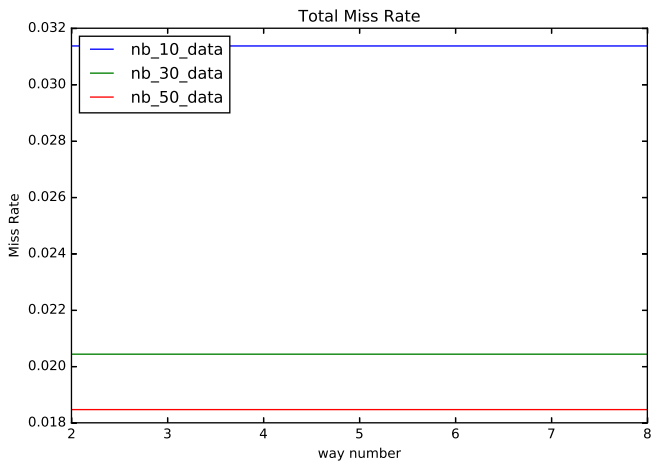 Total Miss Rate
0.032
0.030
0.028
0.026
0.024
0.022
0.020
0.018
Miss Rate
nb_10_data
nb_30_data
nb_50_data
2 3 4 5 6 7 8
way number